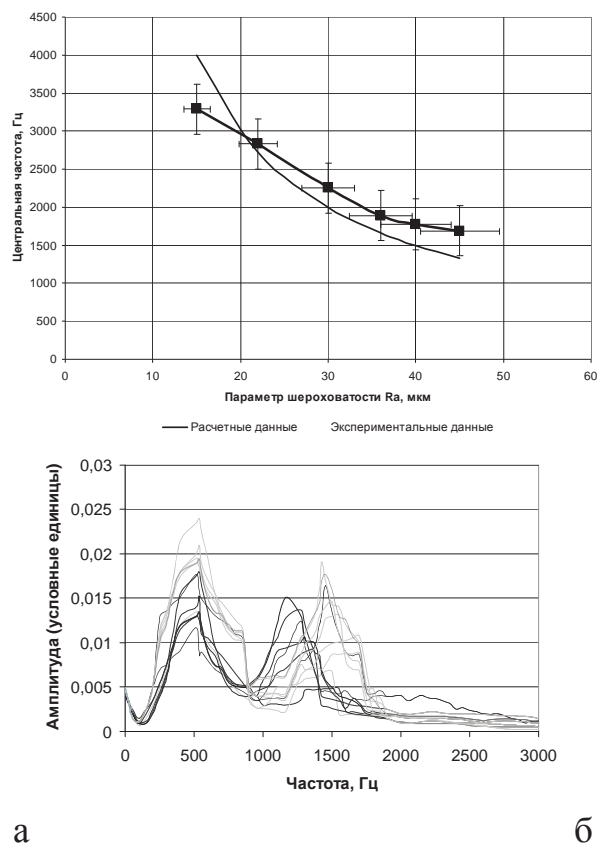 4500
4000
3500
3000
2500
2000
1500
1000
500
0
Центральная частота, Гц
0 10 20 30 40 50 60
Параметр шероховатости Ra, мкм
Расчетные данные Экспериментальные данные
0,03
0,025
0,02
0,015
0,01
0,005
0
Амплитуда (условные единицы)
0 500 1000 1500 2000 2500 3000
Частота, Гц
а б